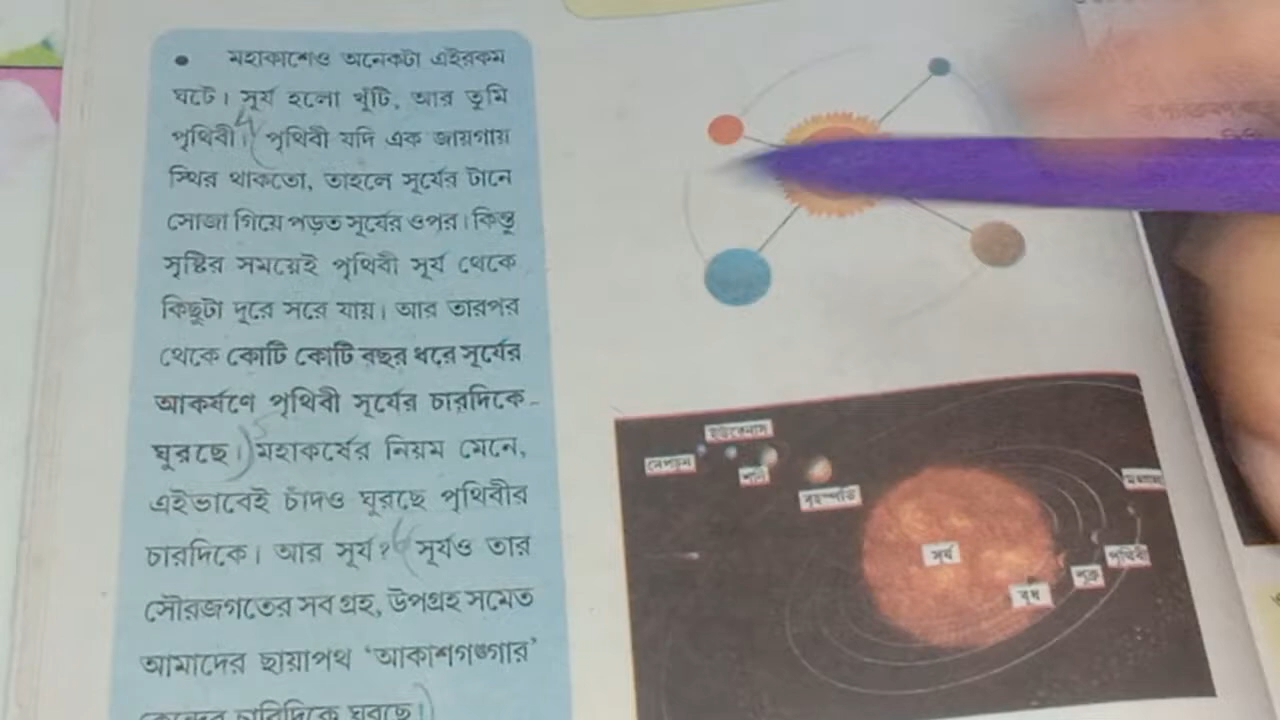 • মহাকাশেও অনেকটা এইরকম
ঘটে। সূর্য হলো খুঁটি, আর তুমি
পৃথিবী। পৃথিবী যদি এক জায়গায়
স্থির থাকতো, তাহলে সূর্যের টানে
সোজা গিয়ে পড়ত সূর্যের ওপর। কিন্তু
সৃষ্টির সময়েই পৃথিবী সূর্য থেকে
কিছুটা দূরে সরে যায়। আর তারপর
থেকে কোটি কোটি বছর ধরে সূর্যের
আকর্ষণে পৃথিবী সূর্যের চারদিকে
ঘুরছে। মহাকর্ষের নিয়ম মেনে,
এইভাবেই চাঁদও ঘুরছে পৃথিবীর
চারদিকে। আর সূর্য? সূর্যও তার
সৌরজগতের সব গ্রহ, উপগ্রহ সমেত
আমাদের ছায়াপথ ‘আকাশগঙ্গার’
কেন্দ্রের চারিদিকে ঘুরছে।
ইউরেনাস
নেপচুন
শনি
বৃহস্পতি
সূর্য
বুধ
শুক্র
পৃথিবী